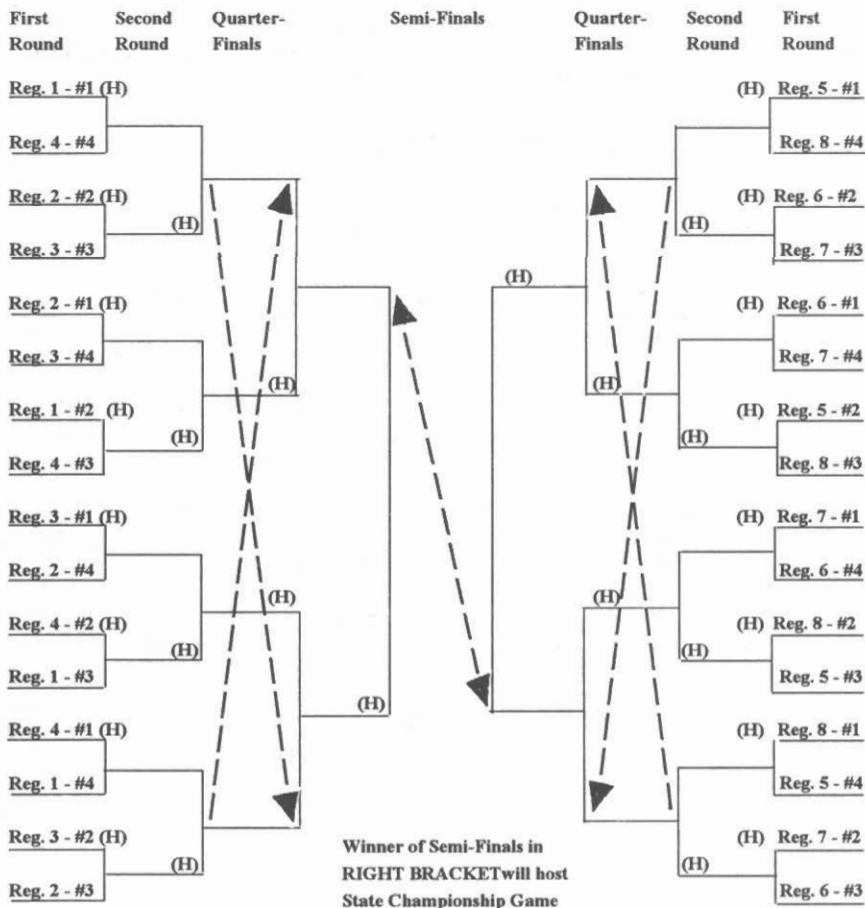 First Round
Second Round
Quarter-Finals
Semi-Finals
Quarter-Finals
Second Round
First Round
Reg. 1 - #1 (H)
Reg. 4 - #4
Reg. 2 - #2 (H)
Reg. 3 - #3
(H)
Reg. 2 - #1 (H)
Reg. 3 - #4
(H)
Reg. 1 - #2 (H)
Reg. 4 - #3
(H)
Reg. 3 - #1 (H)
Reg. 2 - #4
(H)
Reg. 4 - #2 (H)
Reg. 1 - #3
(H)
(H)
Reg. 4 - #1 (H)
Reg. 1 - #4
Reg. 3 - #2 (H)
Reg. 2 - #3
(H)
(H) Reg. 5 - #1
Reg. 8 - #4
(H) Reg. 6 - #2
(H)
Reg. 7 - #3
(H)
(H) Reg. 6 - #1
Reg. 7 - #4
(H)
(H) Reg. 5 - #2
(H)
Reg. 8 - #3
(H) Reg. 7 - #1
Reg. 6 - #4
(H)
(H) Reg. 8 - #2
(H)
Reg. 5 - #3
(H) Reg. 8 - #1
Reg. 5 - #4
(H) Reg. 7 - #2
(H)
Reg. 6 - #3
Winner of Semi-Finals in
RIGHT BRACKETwill host
State Championship Game